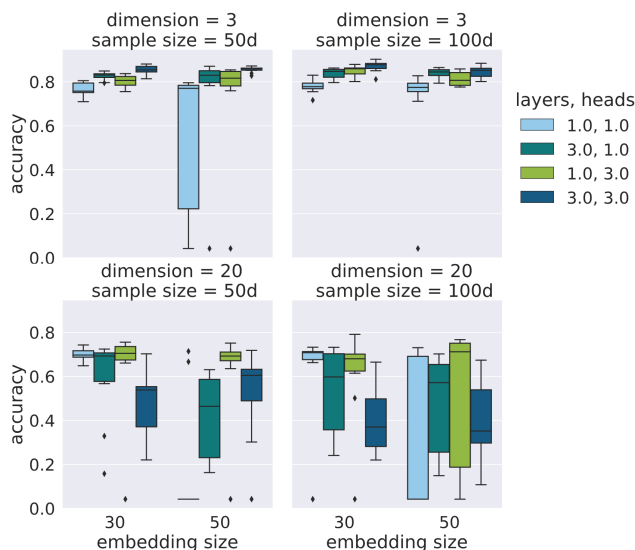 dimension = 3
sample size = 50d
dimension = 3
sample size = 100d
accuracy
0.8
0.6
0.4
0.2
0.0
layers, heads
1.0, 1.0
3.0, 1.0
1.0, 3.0
3.0, 3.0
dimension = 20
sample size = 50d
dimension = 20
sample size = 100d
accuracy
0.8
0.6
0.4
0.2
0.0
30
50
30
50
embedding size
embedding size